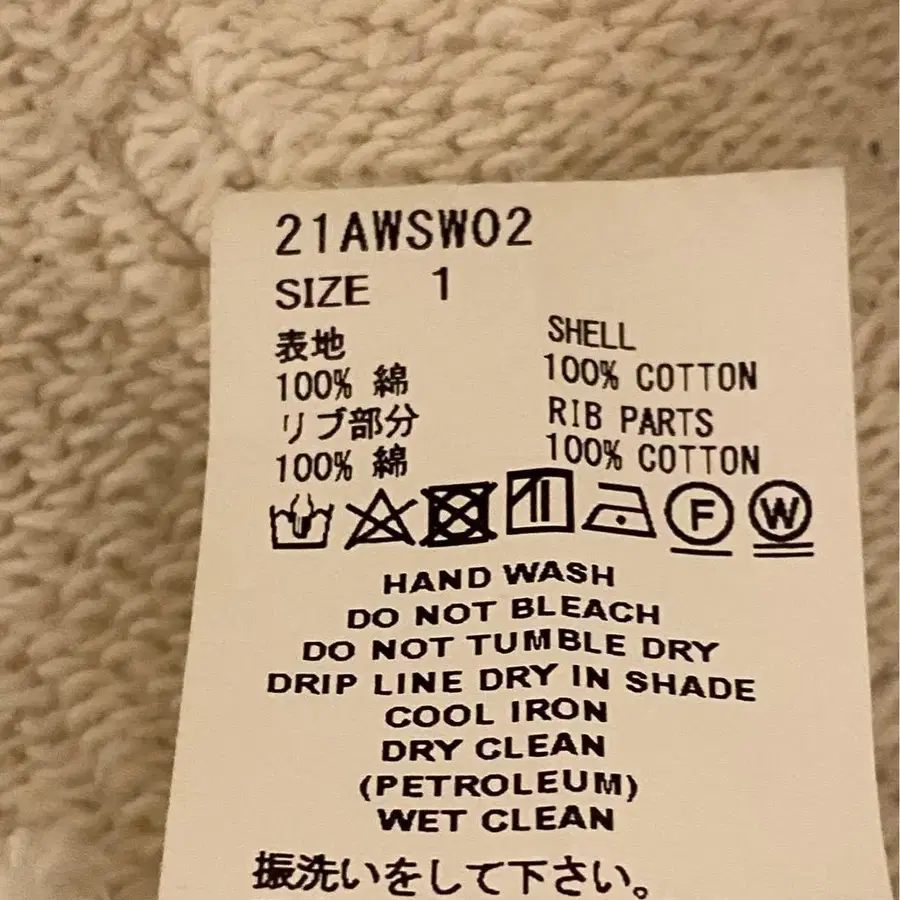 21AWSW02
SIZE 1
表地 SHELL
100% 綿 100% COTTON
リブ部分 RIB PARTS
100% 綿 100% COTTON
F W
HAND WASH
DO NOT BLEACH
DO NOT TUMBLE DRY
DRIP LINE DRY IN SHADE
COOL IRON
DRY CLEAN
(PETROLEUM)
WET CLEAN
振洗いをして下さい。